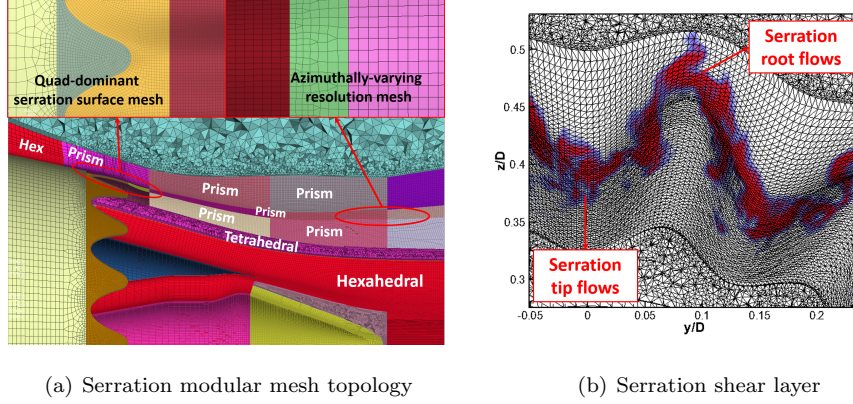 Quad-dominant
serration surface mesh
Azimuthally-varying
resolution mesh
Hex
Prism
Prism
Prism
Prism
Prism
Prism
Tetrahedral
Hexahedral
(a) Serration modular mesh topology
z/D
0.5
0.45
0.4
0.35
0.3
Serration
root flows
Serration
tip flows
-0.05
0
0.05
0.1
0.15
0.2
y/D
(b) Serration shear layer